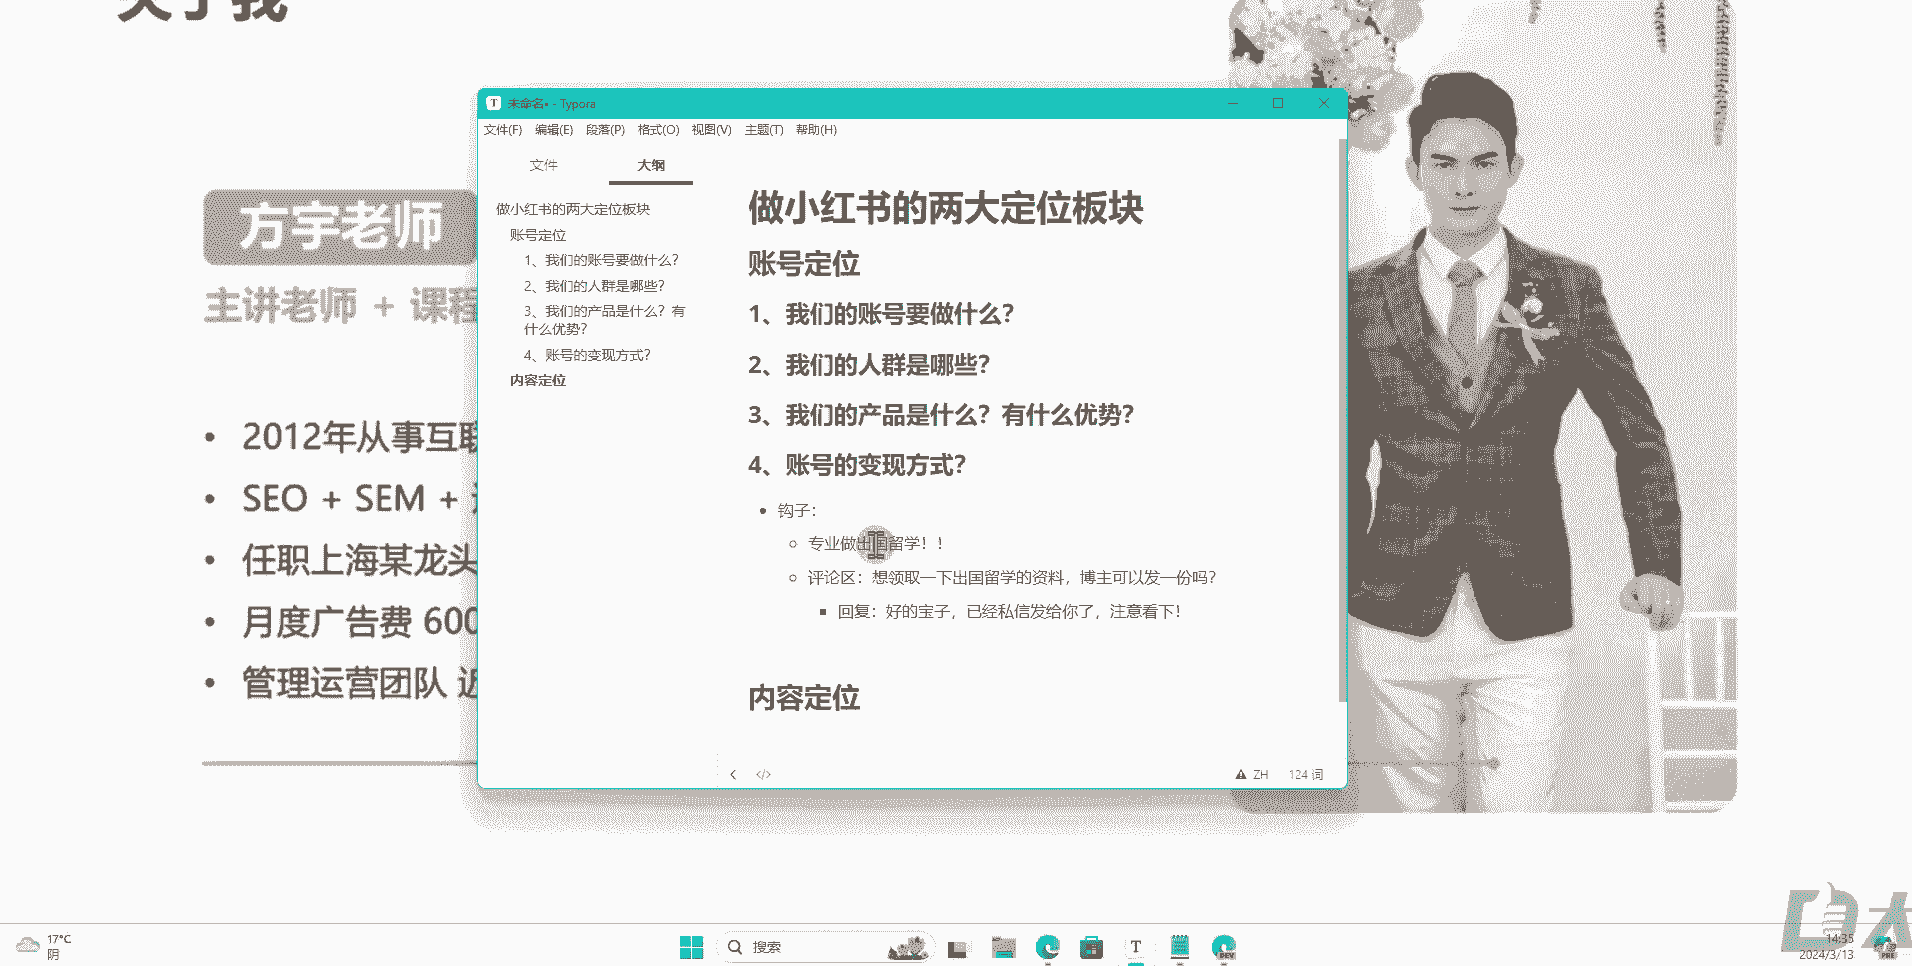 关于我
方宇老师
主讲老师 + 课程
• 2012年从事互联
• SEO + SEM +
• 任职上海某龙头
• 月度广告费 600
• 管理运营团队 近
未命名• - Typora
文件(F) 编辑(E) 段落(P) 格式(O) 视图(V) 主题(T) 帮助(H)
文件 大纲
做小红书的两大定位板块
账号定位
1、我们的账号要做什么？
2、我们的人群是哪些？
3、我们的产品是什么？有
什么优势？
4、账号的变现方式？
内容定位
做小红书的两大定位板块
账号定位
1、我们的账号要做什么？
2、我们的人群是哪些？
3、我们的产品是什么？有什么优势？
4、账号的变现方式？
• 钩子：
专业做出国留学！！
评论区：想领取一下出国留学的资料，博主可以发一份吗？
回复：好的宝子，已经私信发给你了，注意看下！
内容定位
</> ZH 124 词
17°C
阴
搜索
DEV
14:35
2024/3/13
PRE